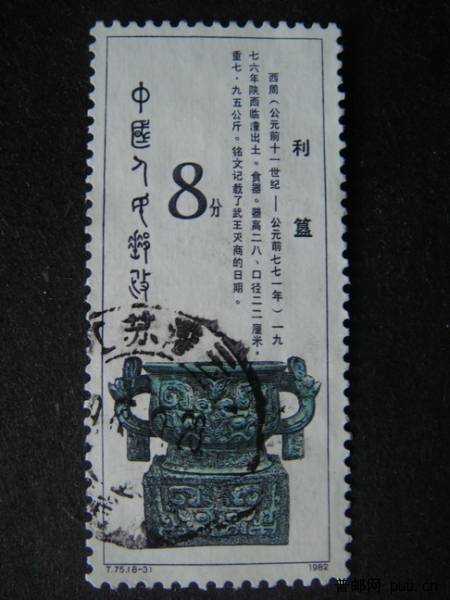 利簋
西周（公元前十一世纪——公元前七七一年）一九
七六年陕西临潼出土。食器。器高二八、口径二二厘米，
重七·九五公斤。铭文记载了武王灭商的日期。
8分
中國人民郵政
苏
T.75.(8-3)
1982
普邮网 puu.cn